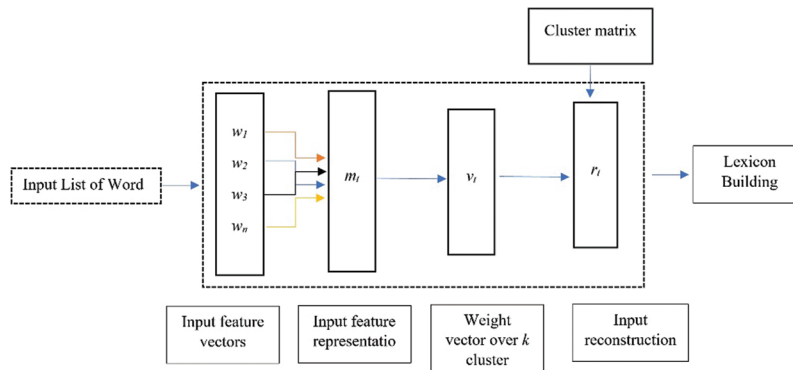 Cluster matrix
w1
w2
w3
wn
mt
vt
rt
Input List of Word
Lexicon
Building
Input feature
vectors
Input feature
representatio
Weight
vector over k
cluster
Input
reconstruction